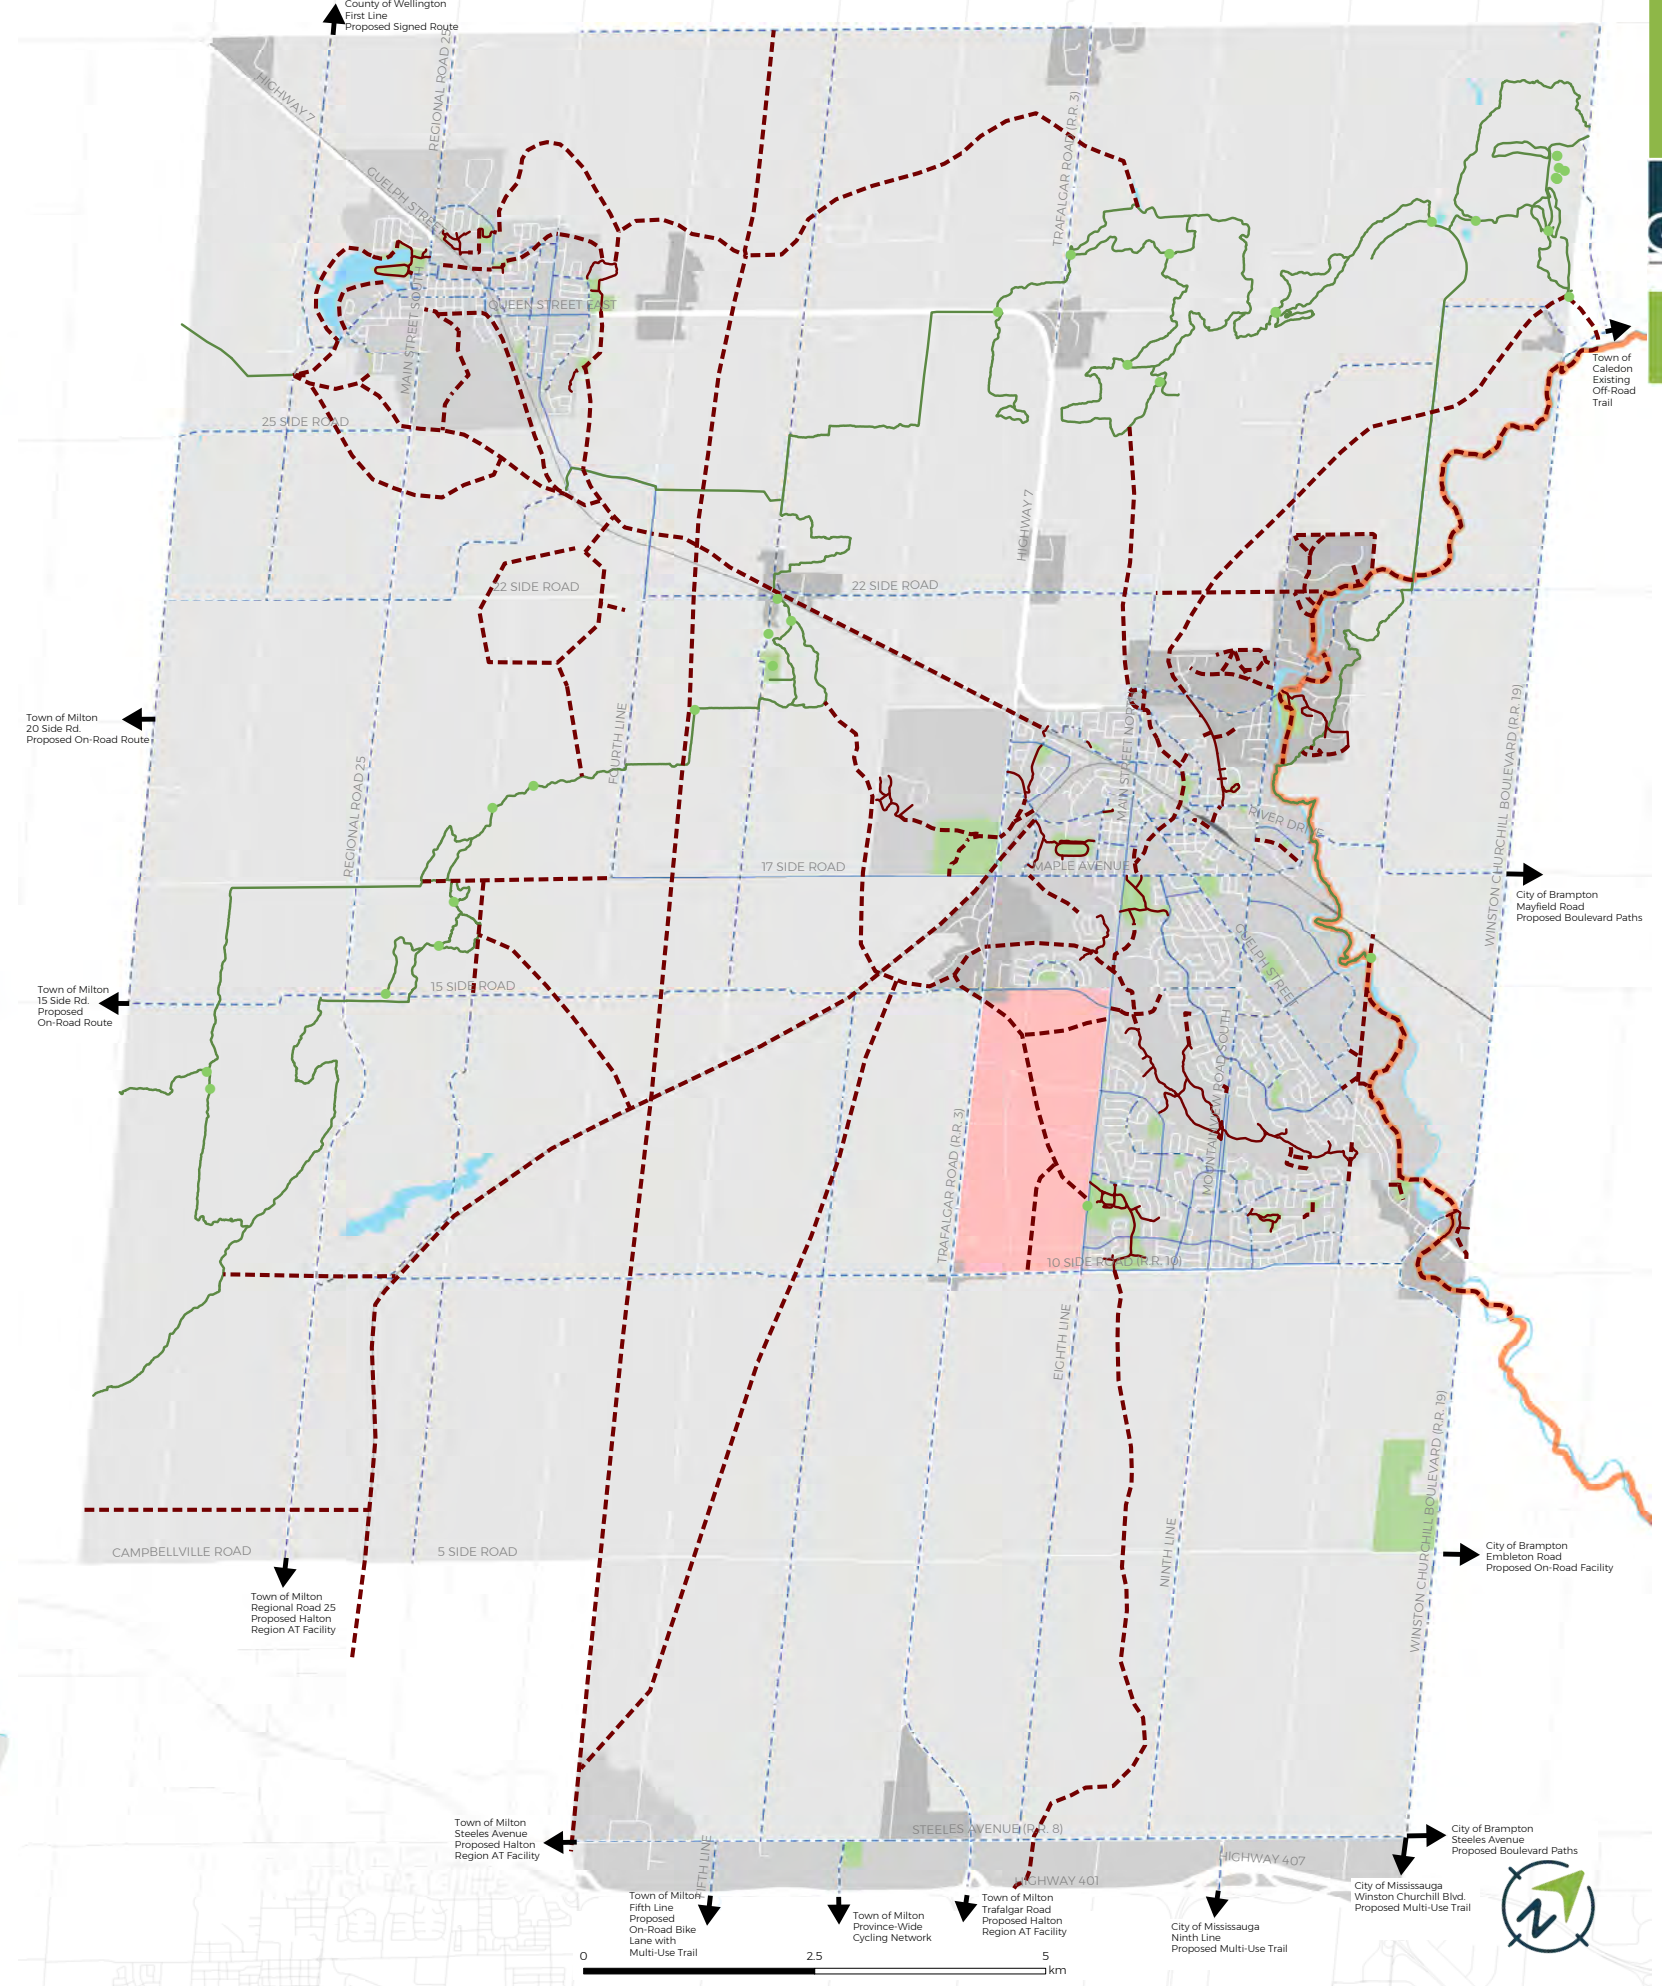 County of Wellington
First Line
Proposed Signed Route
HIGHWAY 7
REGIONAL ROAD 25
GUELPH STREET
TRAFALGAR ROAD (R.R. 3)
QUEEN STREET EAST
MAIN STREET SOUTH
25 SIDE ROAD
Town of
Caledon
Existing
Off-Road
Trail
HIGHWAY 7
22 SIDE ROAD
22 SIDE ROAD
Town of Milton
20 Side Rd.
Proposed On-Road Route
FOURTH LINE
MAIN STREET NORTH
WINSTON CHURCHILL BOULEVARD (R.R. 19)
REGIONAL ROAD 25
RIVER DRIVE
17 SIDE ROAD
MAPLE AVENUE
City of Brampton
Mayfield Road
Proposed Boulevard Paths
GUELPH STREET
Town of Milton
15 Side Rd.
Proposed
On-Road Route
15 SIDE ROAD
MOUNTAINVIEW ROAD SOUTH
TRAFALGAR ROAD (R.R. 3)
10 SIDE ROAD (R.R. 10)
EIGHTH LINE
WINSTON CHURCHILL BOULEVARD (R.R. 19)
NINTH LINE
CAMPBELLVILLE ROAD
5 SIDE ROAD
City of Brampton
Embleton Road
Proposed On-Road Facility
Town of Milton
Regional Road 25
Proposed Halton
Region AT Facility
Town of Milton
Steeles Avenue
Proposed Halton
Region AT Facility
STEELES AVENUE (R.R. 8)
City of Brampton
Steeles Avenue
Proposed Boulevard Paths
FIFTH LINE
HIGHWAY 407
HIGHWAY 401
Town of Milton
Fifth Line
Proposed
On-Road Bike
Lane with
Multi-Use Trail
Town of Milton
Province-Wide
Cycling Network
Town of Milton
Trafalgar Road
Proposed Halton
Region AT Facility
City of Mississauga
Ninth Line
Proposed Multi-Use Trail
City of Mississauga
Winston Churchill Blvd.
Proposed Multi-Use Trail
N
0 2.5 5
km